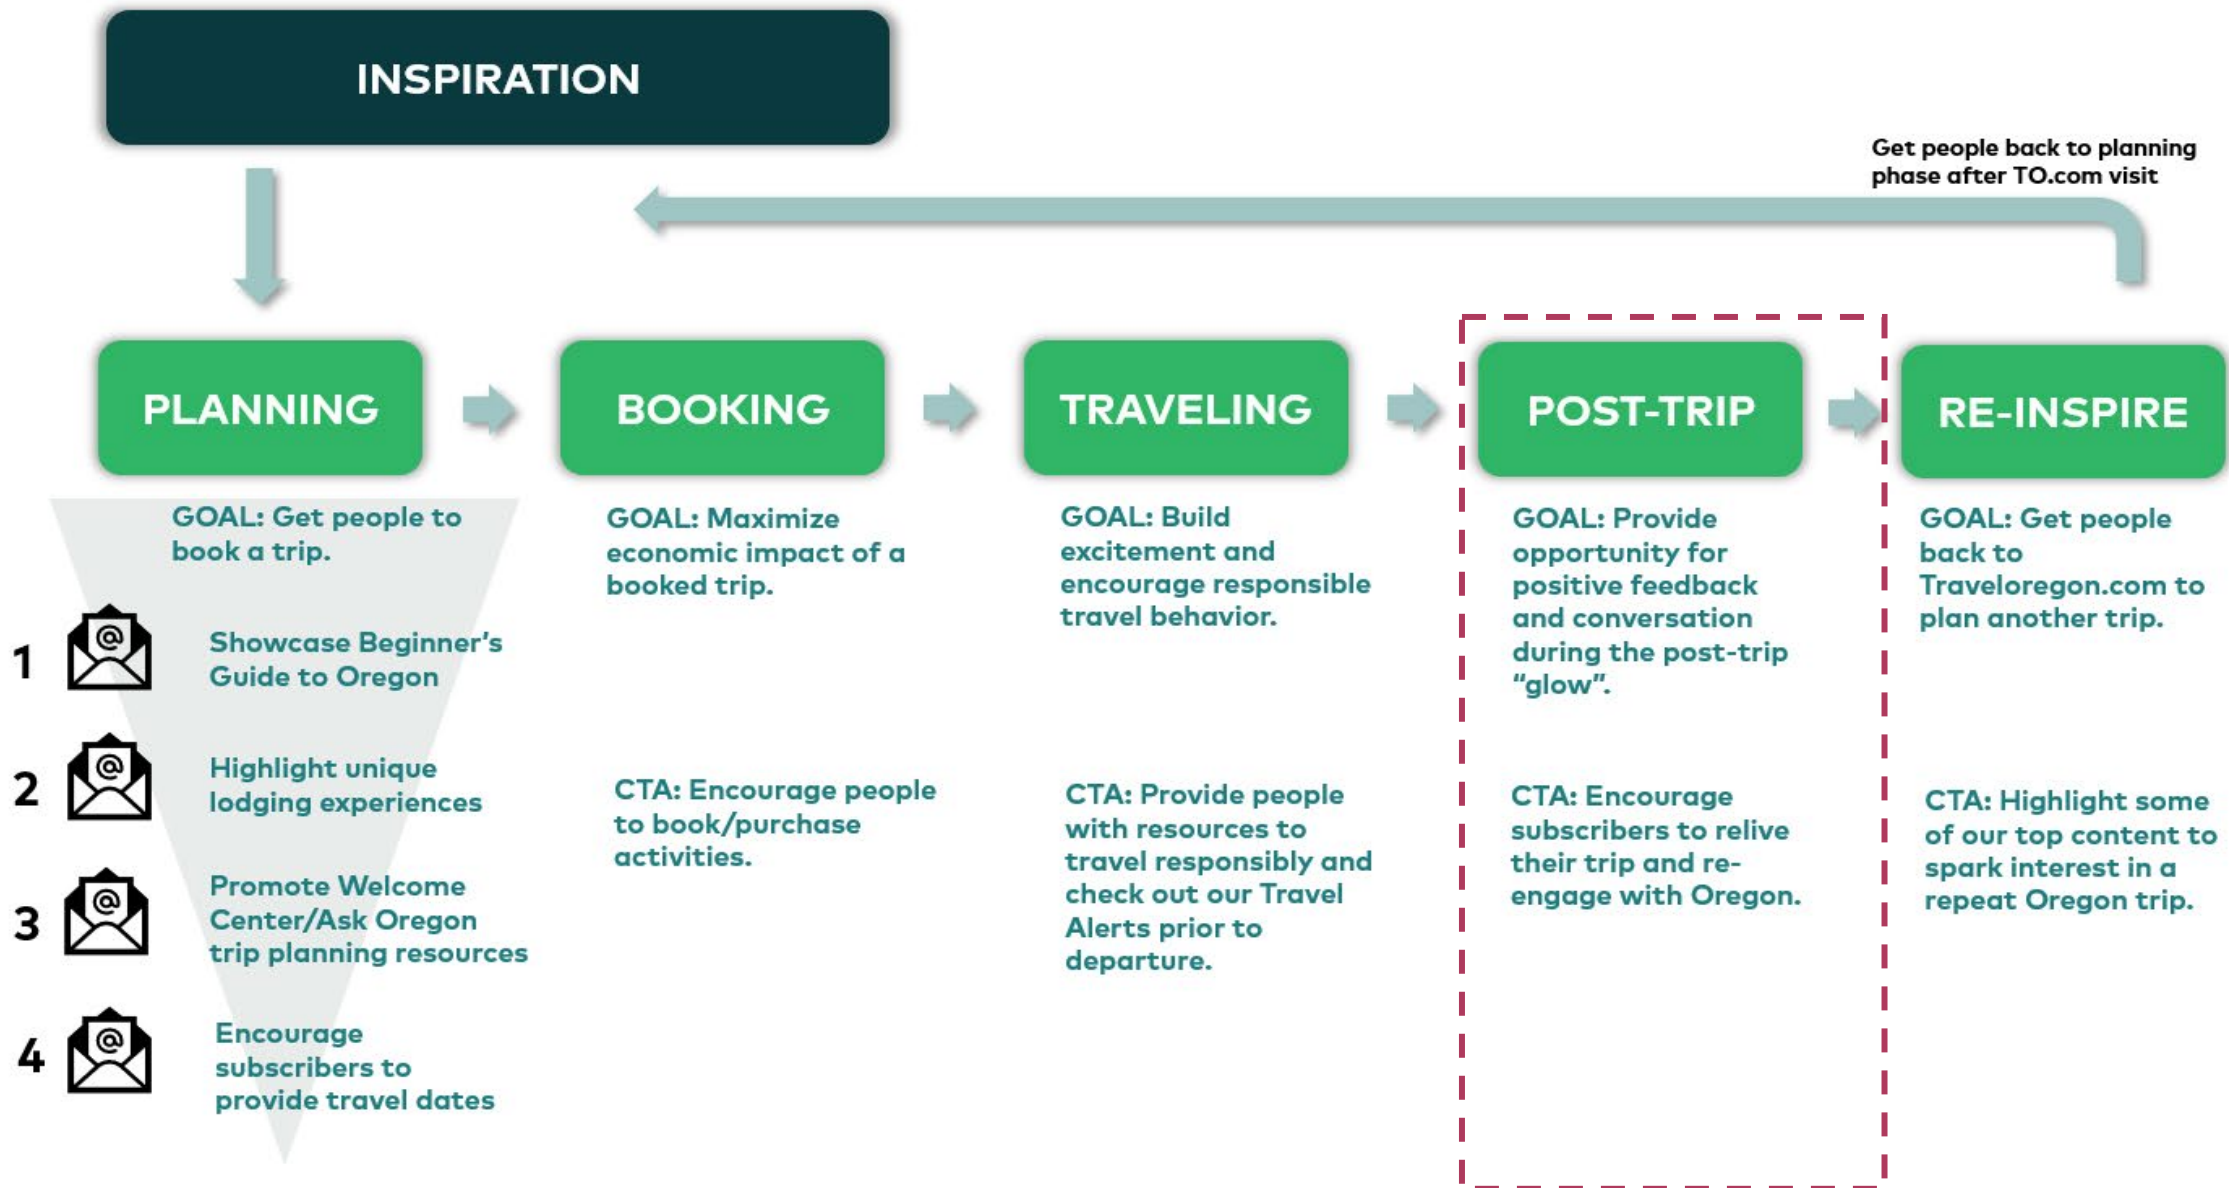 INSPIRATION
Get people back to planning
phase after TO.com visit
PLANNING
BOOKING
TRAVELING
POST-TRIP
RE-INSPIRE
GOAL: Get people to
book a trip.
1
@
Showcase Beginner's
Guide to Oregon
2
@
Highlight unique
lodging experiences
3
@
Promote Welcome
Center/Ask Oregon
trip planning resources
4
@
Encourage
subscribers to
provide travel dates
GOAL: Maximize
economic impact of a
booked trip.
CTA: Encourage people
to book/purchase
activities.
GOAL: Build
excitement and
encourage responsible
travel behavior.
CTA: Provide people
with resources to
travel responsibly and
check out our Travel
Alerts prior to
departure.
GOAL: Provide
opportunity for
positive feedback
and conversation
during the post-trip
"glow".
CTA: Encourage
subscribers to relive
their trip and re-
engage with Oregon.
GOAL: Get people
back to
Traveloregon.com to
plan another trip.
CTA: Highlight some
of our top content to
spark interest in a
repeat Oregon trip.